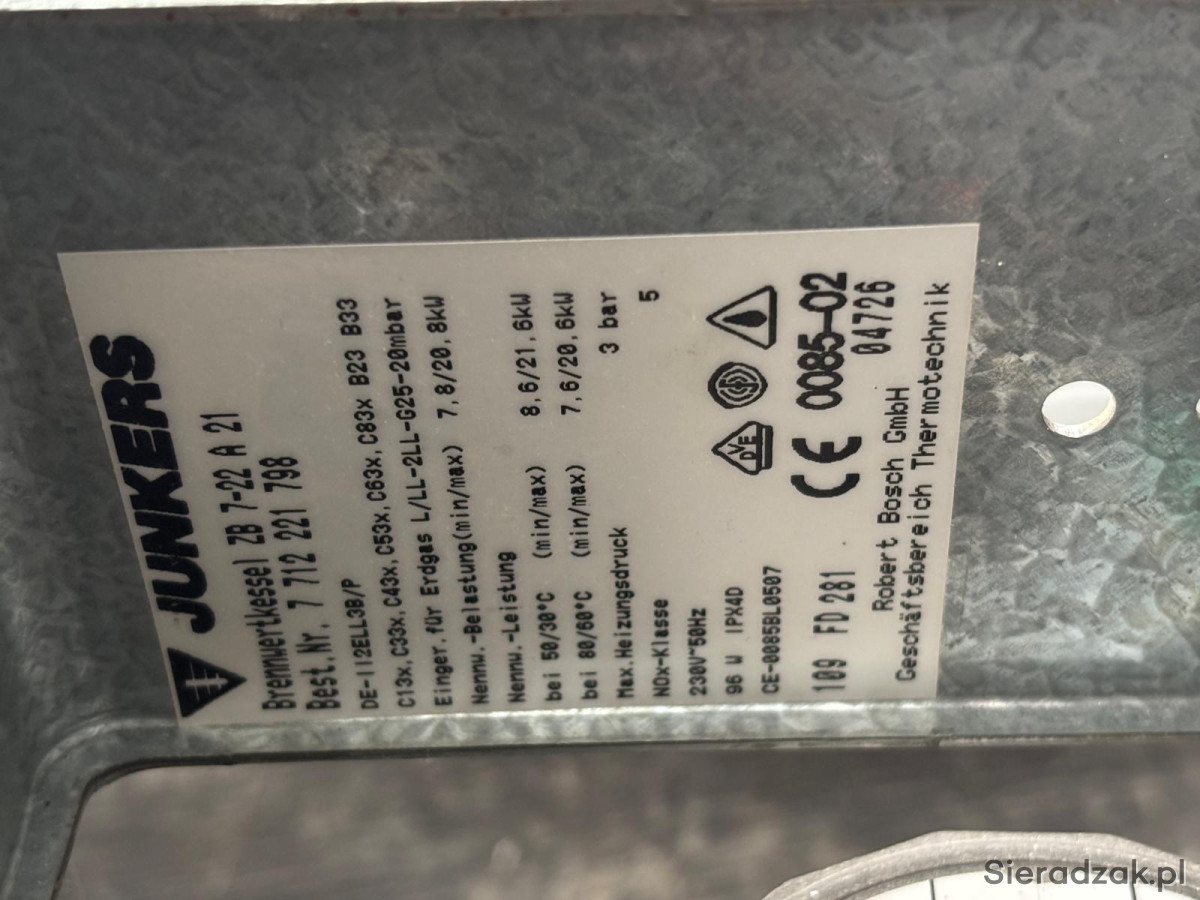 JUNKERS
Brennwertkessel ZB 7-22 A 21
Best.Nr. 7 712 221 798
DE-II2ELL3B/P
C13x,C33x,C43x,C53x,C63x,C83x B23 B33
Einger.für Erdgas L/LL-2LL-G25-20mbar
Nennw.-Belastung(min/max) 7,8/20,8kW
Nennw.-Leistung
bei 50/30°C (min/max) 8,6/21,6kW
bei 80/60°C (min/max) 7,6/20,6kW
Max.Heizungsdruck 3 bar
NOx-Klasse 5
230V~50Hz
96 W IPX4D
DVE
CE-0085BL0507
CE 0085-02
109 FD 281 04726
Robert Bosch GmbH
Geschäftsbereich Thermotechnik
Sieradzak.pl